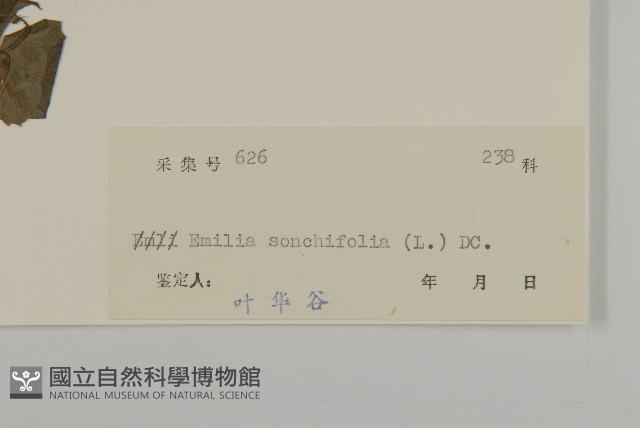 采集号 626 238 科
Emili Emilia sonchifolia (L.) DC.
鉴定人: 年 月 日
叶华谷
國立自然科學博物館
NATIONAL MUSEUM OF NATURAL SCIENCE